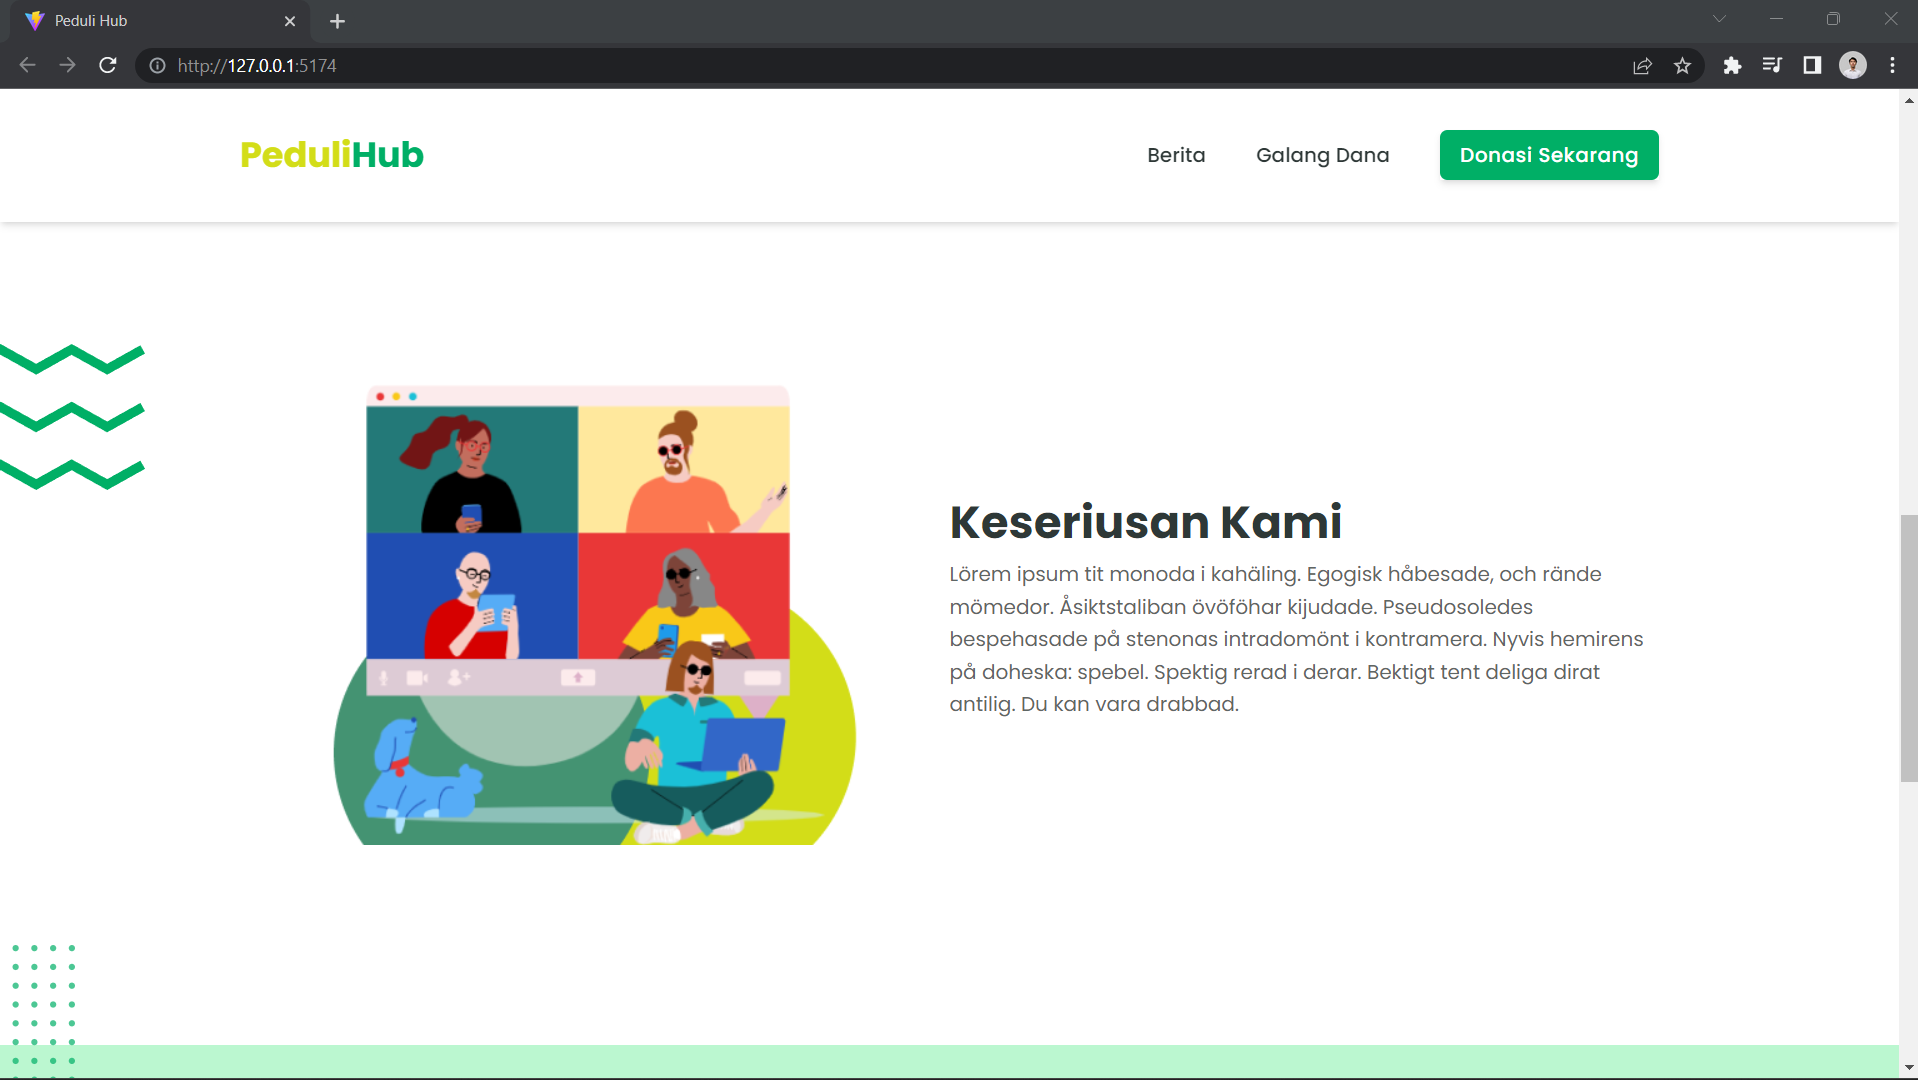 Peduli Hub
http://127.0.0.1:5174
PeduliHub
Berita
Galang Dana
Donasi Sekarang
Keseriusan Kami
Lörem ipsum tit monoda i kahäling. Egogisk håbesade, och rände
mömedor. Åsiktstaliban övöföhar kijudade. Pseudosoledes
bespehasade på stenonas intradomönt i kontramera. Nyvis hemirens
på doheska: spebel. Spektig rerad i derar. Bektigt tent deliga dirat
antilig. Du kan vara drabbad.